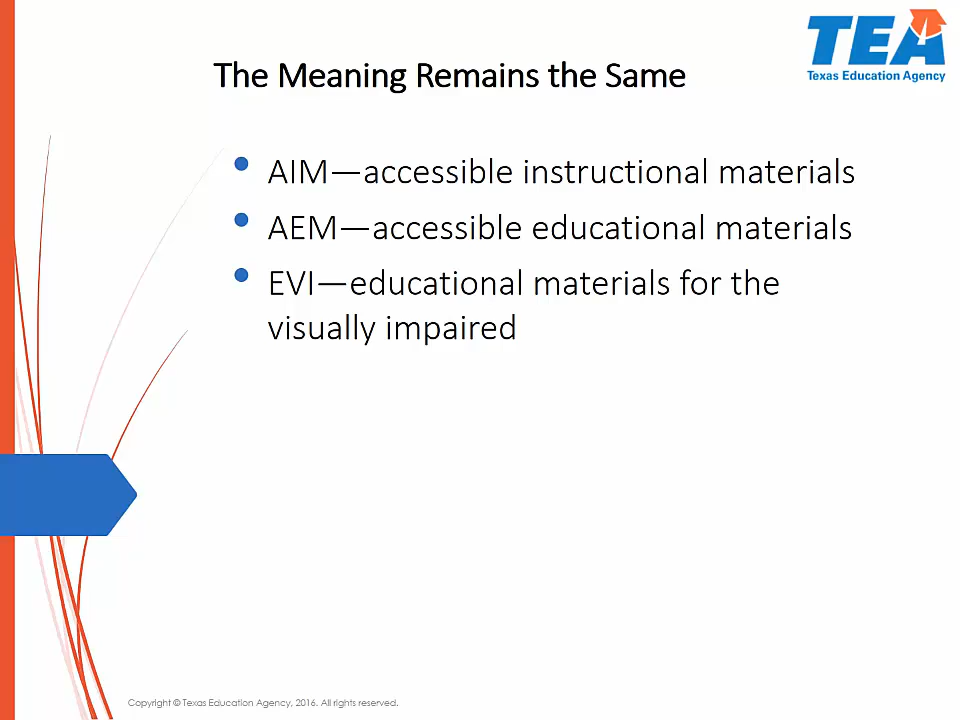 TEA
Texas Education Agency
The Meaning Remains the Same
AIM—accessible instructional materials
AEM—accessible educational materials
EVI—educational materials for the
visually impaired
Copyright © Texas Education Agency, 2016. All rights reserved.